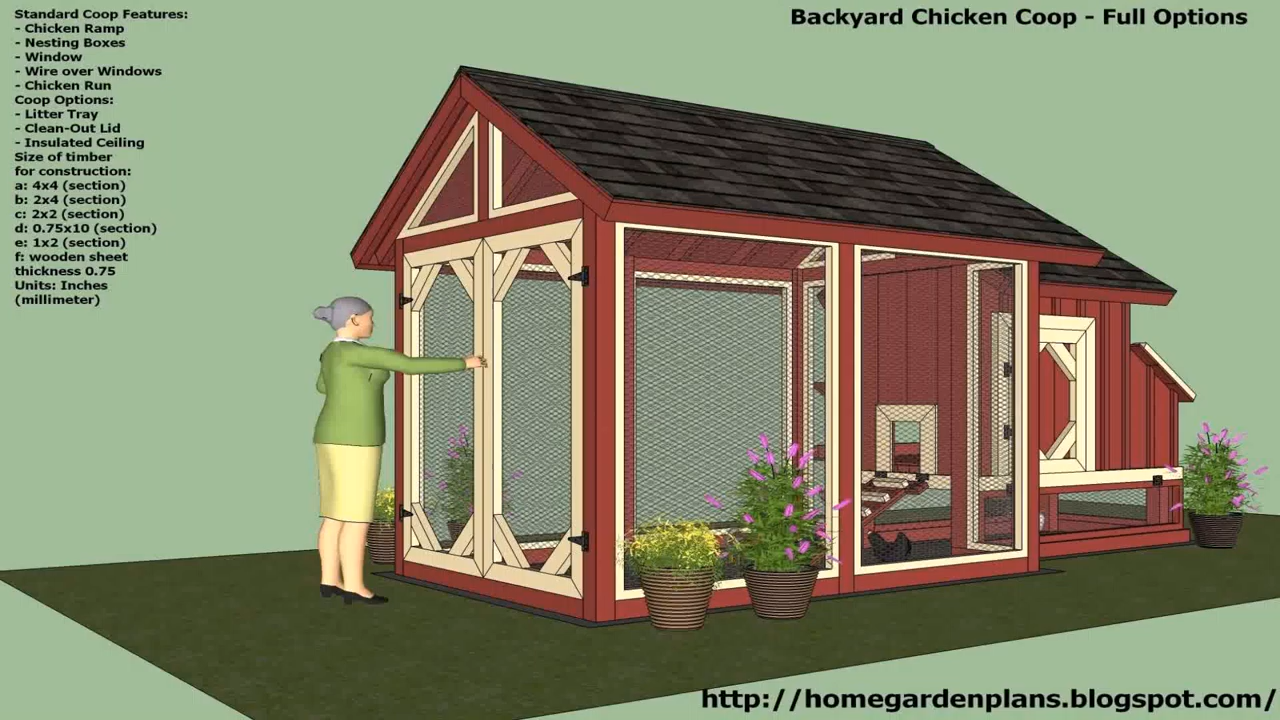 Standard Coop Features:
- Chicken Ramp
- Nesting Boxes
- Window
- Wire over Windows
- Chicken Run
Coop Options:
- Litter Tray
- Clean-Out Lid
- Insulated Ceiling
Size of timber
for construction:
a: 4x4 (section)
b: 2x4 (section)
c: 2x2 (section)
d: 0.75x10 (section)
e: 1x2 (section)
f: wooden sheet
thickness 0.75
Units: Inches
(millimeter)
Backyard Chicken Coop - Full Options
http://homegardenplans.blogspot.com/